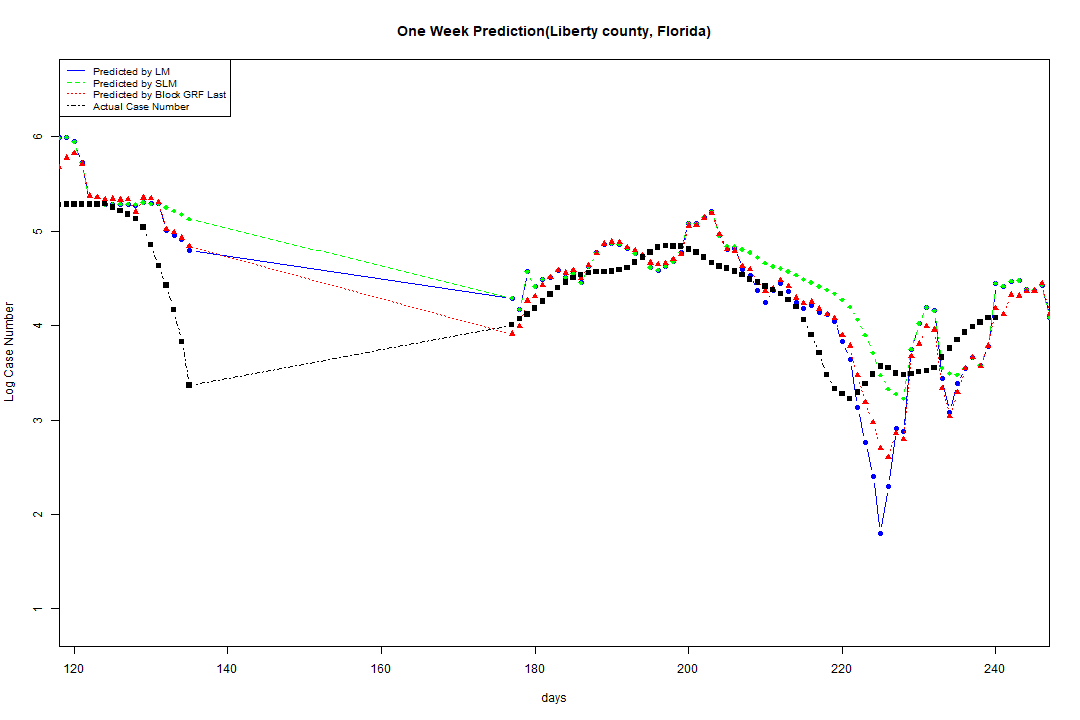 One Week Prediction(Liberty county, Florida)
Predicted by LM
Predicted by SLM
Predicted by Block GRF Last
Actual Case Number
6
5
4
3
2
1
Log Case Number
120 140 160 180 200 220 240
days